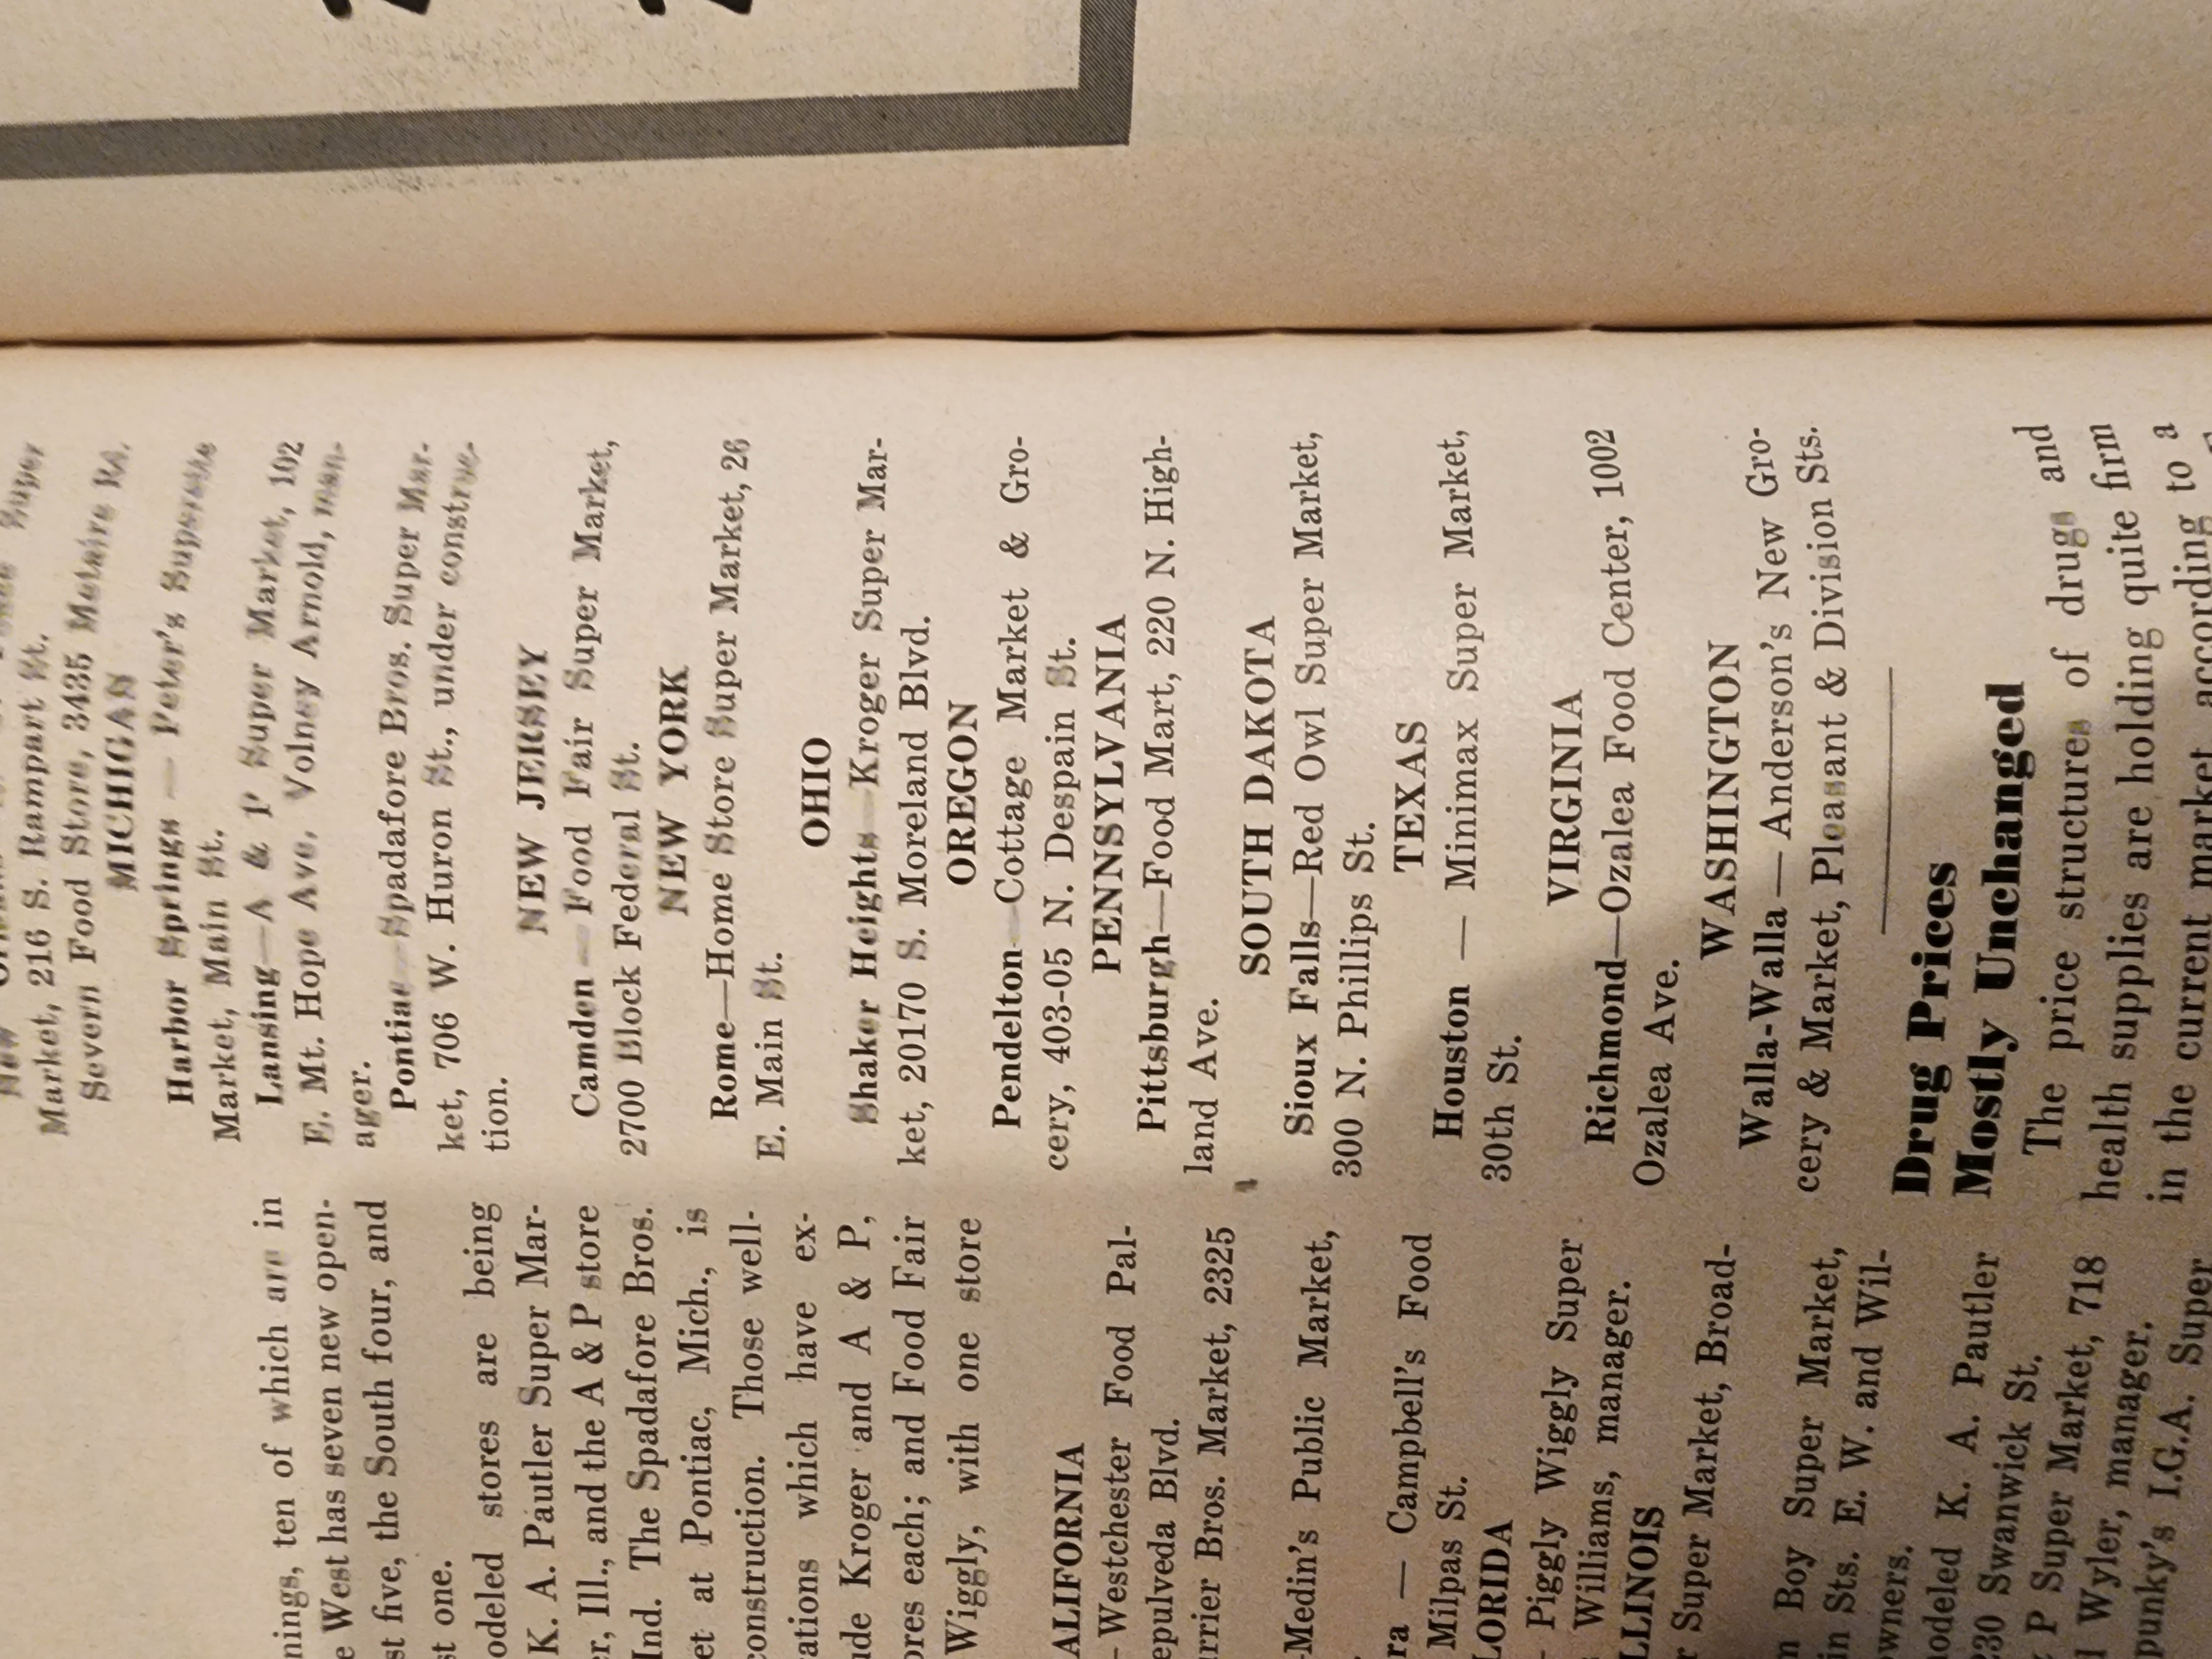 nings, ten of which are in
e West has seven new open-
st five, the South four, and
st one.
odeled stores are being
K. A. Pautler Super Mar-
er, Ill., and the A & P store
Ind. The Spadafore Bros.
et at Pontiac, Mich., is
construction. Those well-
ations which have ex-
ude Kroger and A & P,
ores each; and Food Fair
Wiggly, with one store
ALIFORNIA
— Westchester Food Pal-
epulveda Blvd.
rrier Bros. Market, 2325
-Medin's Public Market,
ra — Campbell's Food
Milpas St.
LORIDA
— Piggly Wiggly Super
Williams, manager.
LLINOIS
r Super Market, Broad-
n Boy Super Market,
in Sts. E. W. and Wil-
owners.
odeled K. A. Pautler
230 Swanwick St.
& P Super Market, 718
l Wyler, manager.
punky's I.G.A. Super
New Super
Market, 216 S. Rampart St.
Severn Food Store, 3435 Metairie Rd.
MICHIGAN
Harbor Springs — Peter's Superette
Market, Main St.
Lansing—A & P Super Market, 102
E. Mt. Hope Ave. Volney Arnold, man-
ager.
Pontiac—Spadafore Bros. Super Mar-
ket, 706 W. Huron St., under construc-
tion.
NEW JERSEY
Camden — Food Fair Super Market,
2700 Block Federal St.
NEW YORK
Rome—Home Store Super Market, 26
E. Main St.
OHIO
Shaker Heights—Kroger Super Mar-
ket, 20170 S. Moreland Blvd.
OREGON
Pendelton—Cottage Market & Gro-
cery, 403-05 N. Despain St.
PENNSYLVANIA
Pittsburgh—Food Mart, 220 N. High-
land Ave.
SOUTH DAKOTA
Sioux Falls—Red Owl Super Market,
300 N. Phillips St.
TEXAS
Houston — Minimax Super Market,
30th St.
VIRGINIA
Richmond—Ozalea Food Center, 1002
Ozalea Ave.
WASHINGTON
Walla-Walla—Anderson's New Gro-
cery & Market, Pleasant & Division Sts.
Drug Prices
Mostly Unchanged
The price structures of drugs and
health supplies are holding quite firm
in the current market according to a